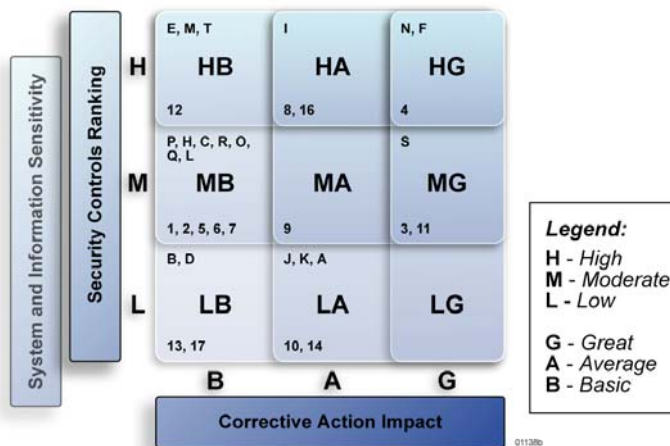 System and Information Sensitivity
Security Controls Ranking
H
M
L
E, M, T
HB
12
I
HA
8, 16
N, F
HG
4
P, H, C, R, O,
Q, L
MB
1, 2, 5, 6, 7
MA
9
S
MG
3, 11
B, D
LB
13, 17
J, K, A
LA
10, 14
LG
B
A
G
Corrective Action Impact
Legend:
H - High
M - Moderate
L - Low
G - Great
A - Average
B - Basic
01138b